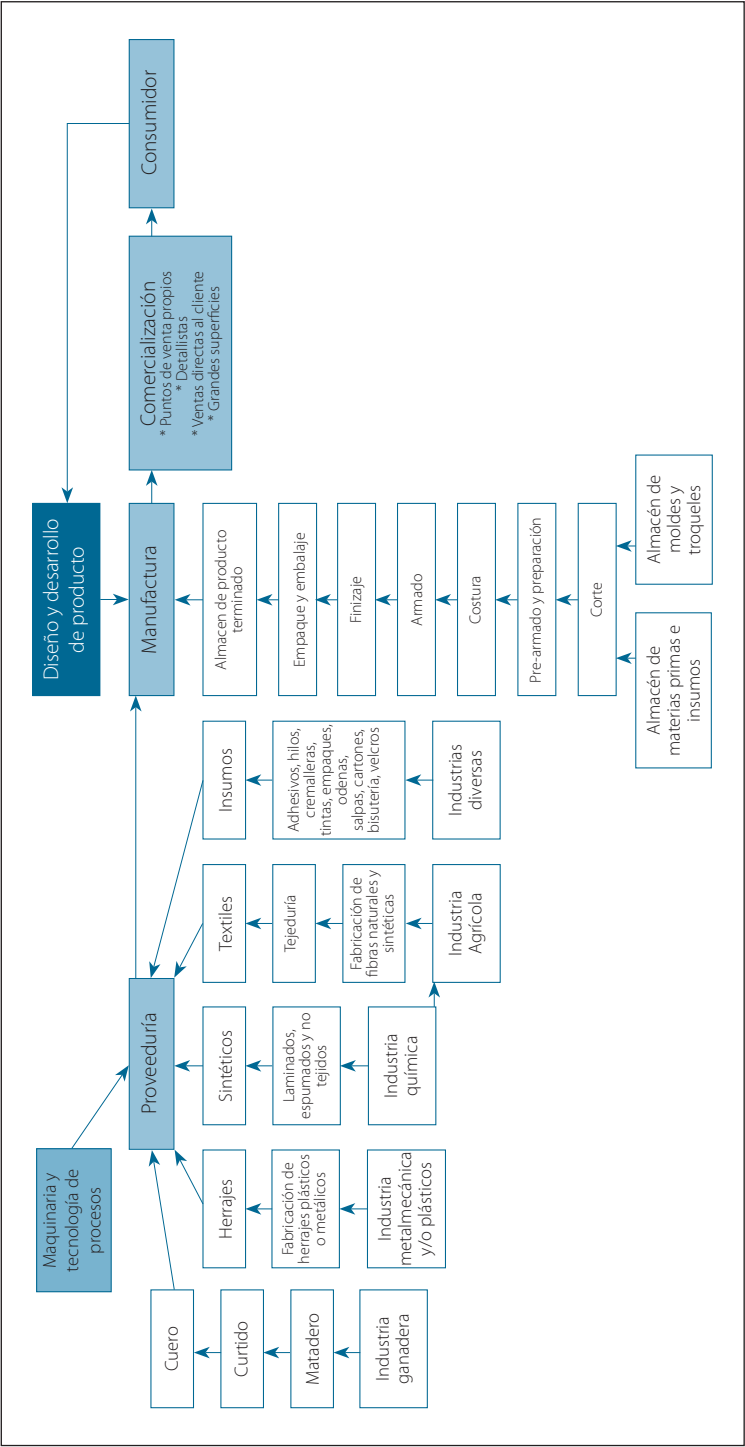 Maquinaria y
tecnología de
procesos
Diseño y desarrollo
de producto
Proveeduría
Manufactura
Comercialización
* Puntos de venta propios
* Detallistas
* Ventas directas al cliente
* Grandes superficies
Consumidor
Cuero
Curtido
Matadero
Industria
ganadera
Herrajes
Fabricación de
herrajes plásticos
o metálicos
Industria
metalmecánica
y/o plásticos
Sintéticos
Laminados,
espumados y no
tejidos
Industria
química
Textiles
Tejeduría
Fabricación de
fibras naturales y
sintéticas
Industria
Agrícola
Insumos
Adhesivos, hilos,
cremalleras,
tintas, empaques,
odenas,
salpas, cartones,
bisutería, velcros
Industrias
diversas
Almacen de producto
terminado
Empaque y embalaje
Finizaje
Armado
Costura
Pre-armado y preparación
Corte
Almacén de
materias primas e
insumos
Almacén de
moldes y
troqueles